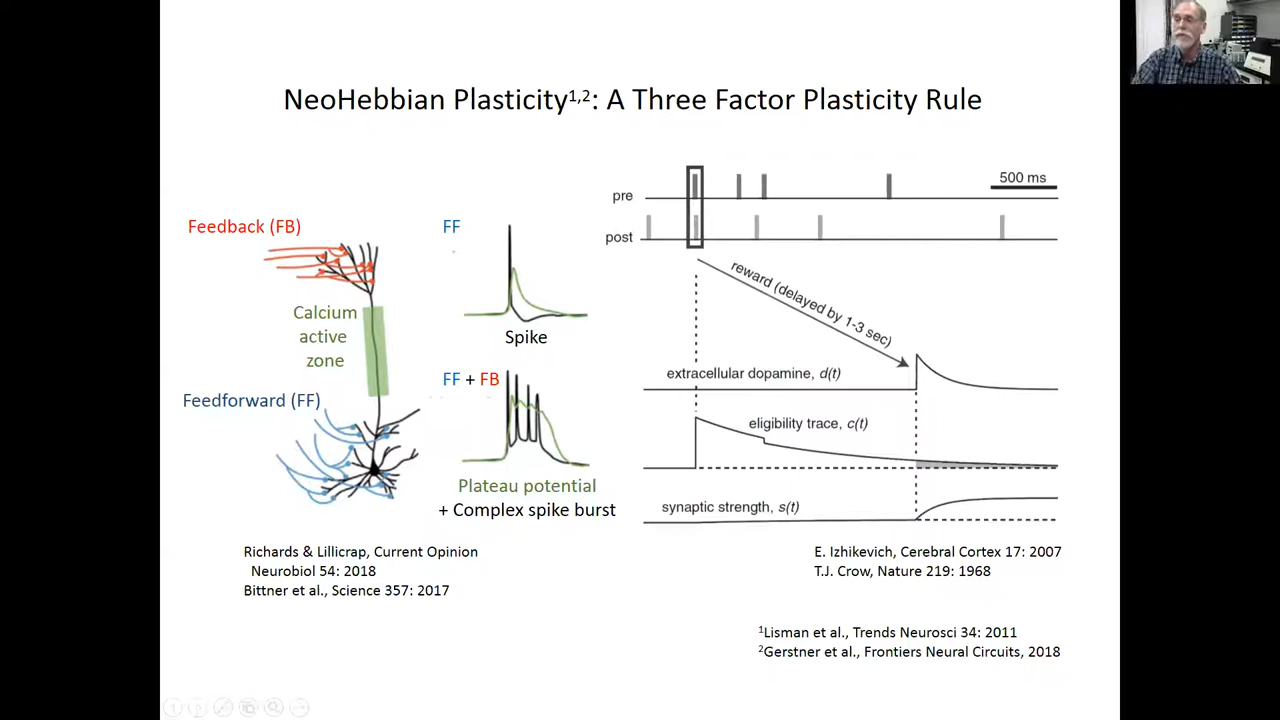 NeoHebbian Plasticity1,2: A Three Factor Plasticity Rule
Feedback (FB)
Calcium
active
zone
Feedforward (FF)
FF
Spike
FF + FB
Plateau potential
+ Complex spike burst
Richards & Lillicrap, Current Opinion
Neurobiol 54: 2018
Bittner et al., Science 357: 2017
500 ms
pre
post
reward (delayed by 1-3 sec)
extracellular dopamine, d(t)
eligibility trace, c(t)
synaptic strength, s(t)
E. Izhikevich, Cerebral Cortex 17: 2007
T.J. Crow, Nature 219: 1968
1Lisman et al., Trends Neurosci 34: 2011
2Gerstner et al., Frontiers Neural Circuits, 2018